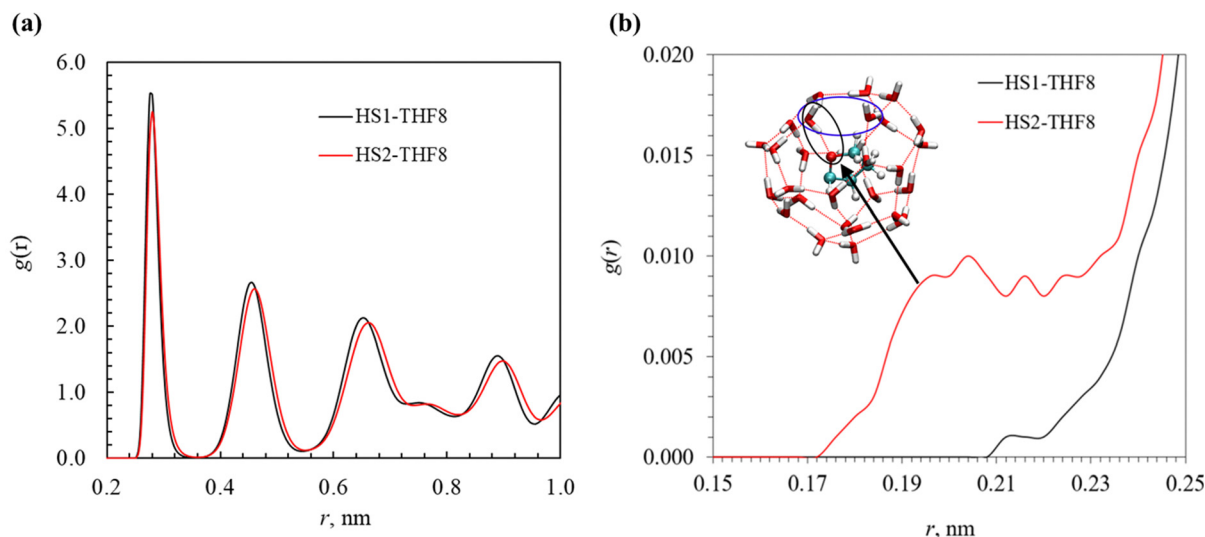 (a)
6.0
5.0
4.0
3.0
2.0
1.0
0.0
g(r)
HS1-THF8
HS2-THF8
0.2 0.4 0.6 0.8 1.0
r, nm
(b)
0.020
0.015
0.010
0.005
0.000
g(r)
HS1-THF8
HS2-THF8
0.15 0.17 0.19 0.21 0.23 0.25
r, nm